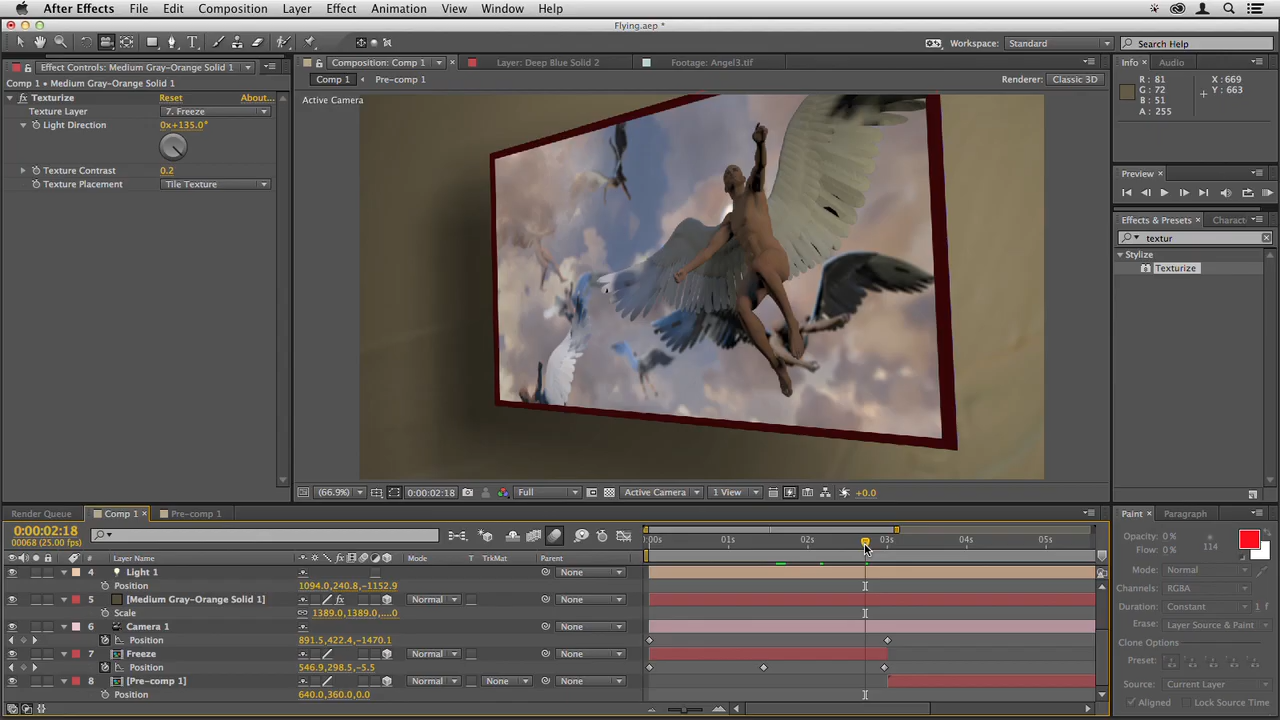 After Effects File Edit Composition Layer Effect Animation View Window Help
Flying.aep *
Workspace: Standard Search Help
Effect Controls: Medium Gray-Orange Solid 1
Composition: Comp 1 Layer: Deep Blue Solid 2 Footage: Angel3.tif
Info Audio
Comp 1 • Medium Gray-Orange Solid 1
Comp 1 Pre-comp 1
Renderer: Classic 3D
Texturize Reset About...
Texture Layer 7. Freeze
Light Direction 0x+135.0°
Texture Contrast 0.2
Texture Placement Tile Texture
Active Camera
R: 81
G: 72
B: 51
A: 255
X: 669
Y: 663
Preview
Effects & Presets Charact
textur
Stylize
Texturize
(66.9%) 0:00:02:18 Full Active Camera 1 View +0.0
Render Queue Comp 1 Pre-comp 1
0:00:02:18
00068 (25.00 fps)
:00s 01s 02s 03s 04s 05s
# Layer Name Mode T TrkMat Parent
4 Light 1 None
Position 1094.0,240.8,-1152.9
5 [Medium Gray-Orange Solid 1] Normal None
Scale 1389.0,1389.0,....0
6 Camera 1 None
Position 891.5,422.4,-1470.1
7 Freeze Normal None
Position 546.9,298.5,-5.5
8 [Pre-comp 1] Normal None None
Position 640.0,360.0,0.0
Paint Paragraph
Opacity: 0 %
Flow: 0 %
114
Mode: Normal
Channels: RGBA
Duration: Constant 1 f
Erase: Layer Source & Paint
Clone Options
Preset:
Source: Current Layer
Aligned Lock Source Time